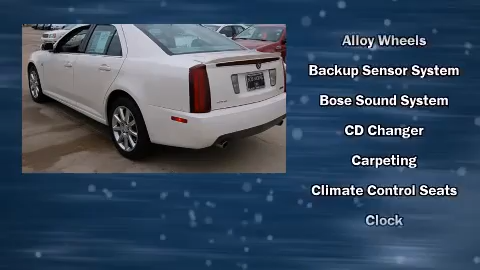 Alloy Wheels
Backup Sensor System
Bose Sound System
CD Changer
Carpeting
Climate Control Seats
Clock